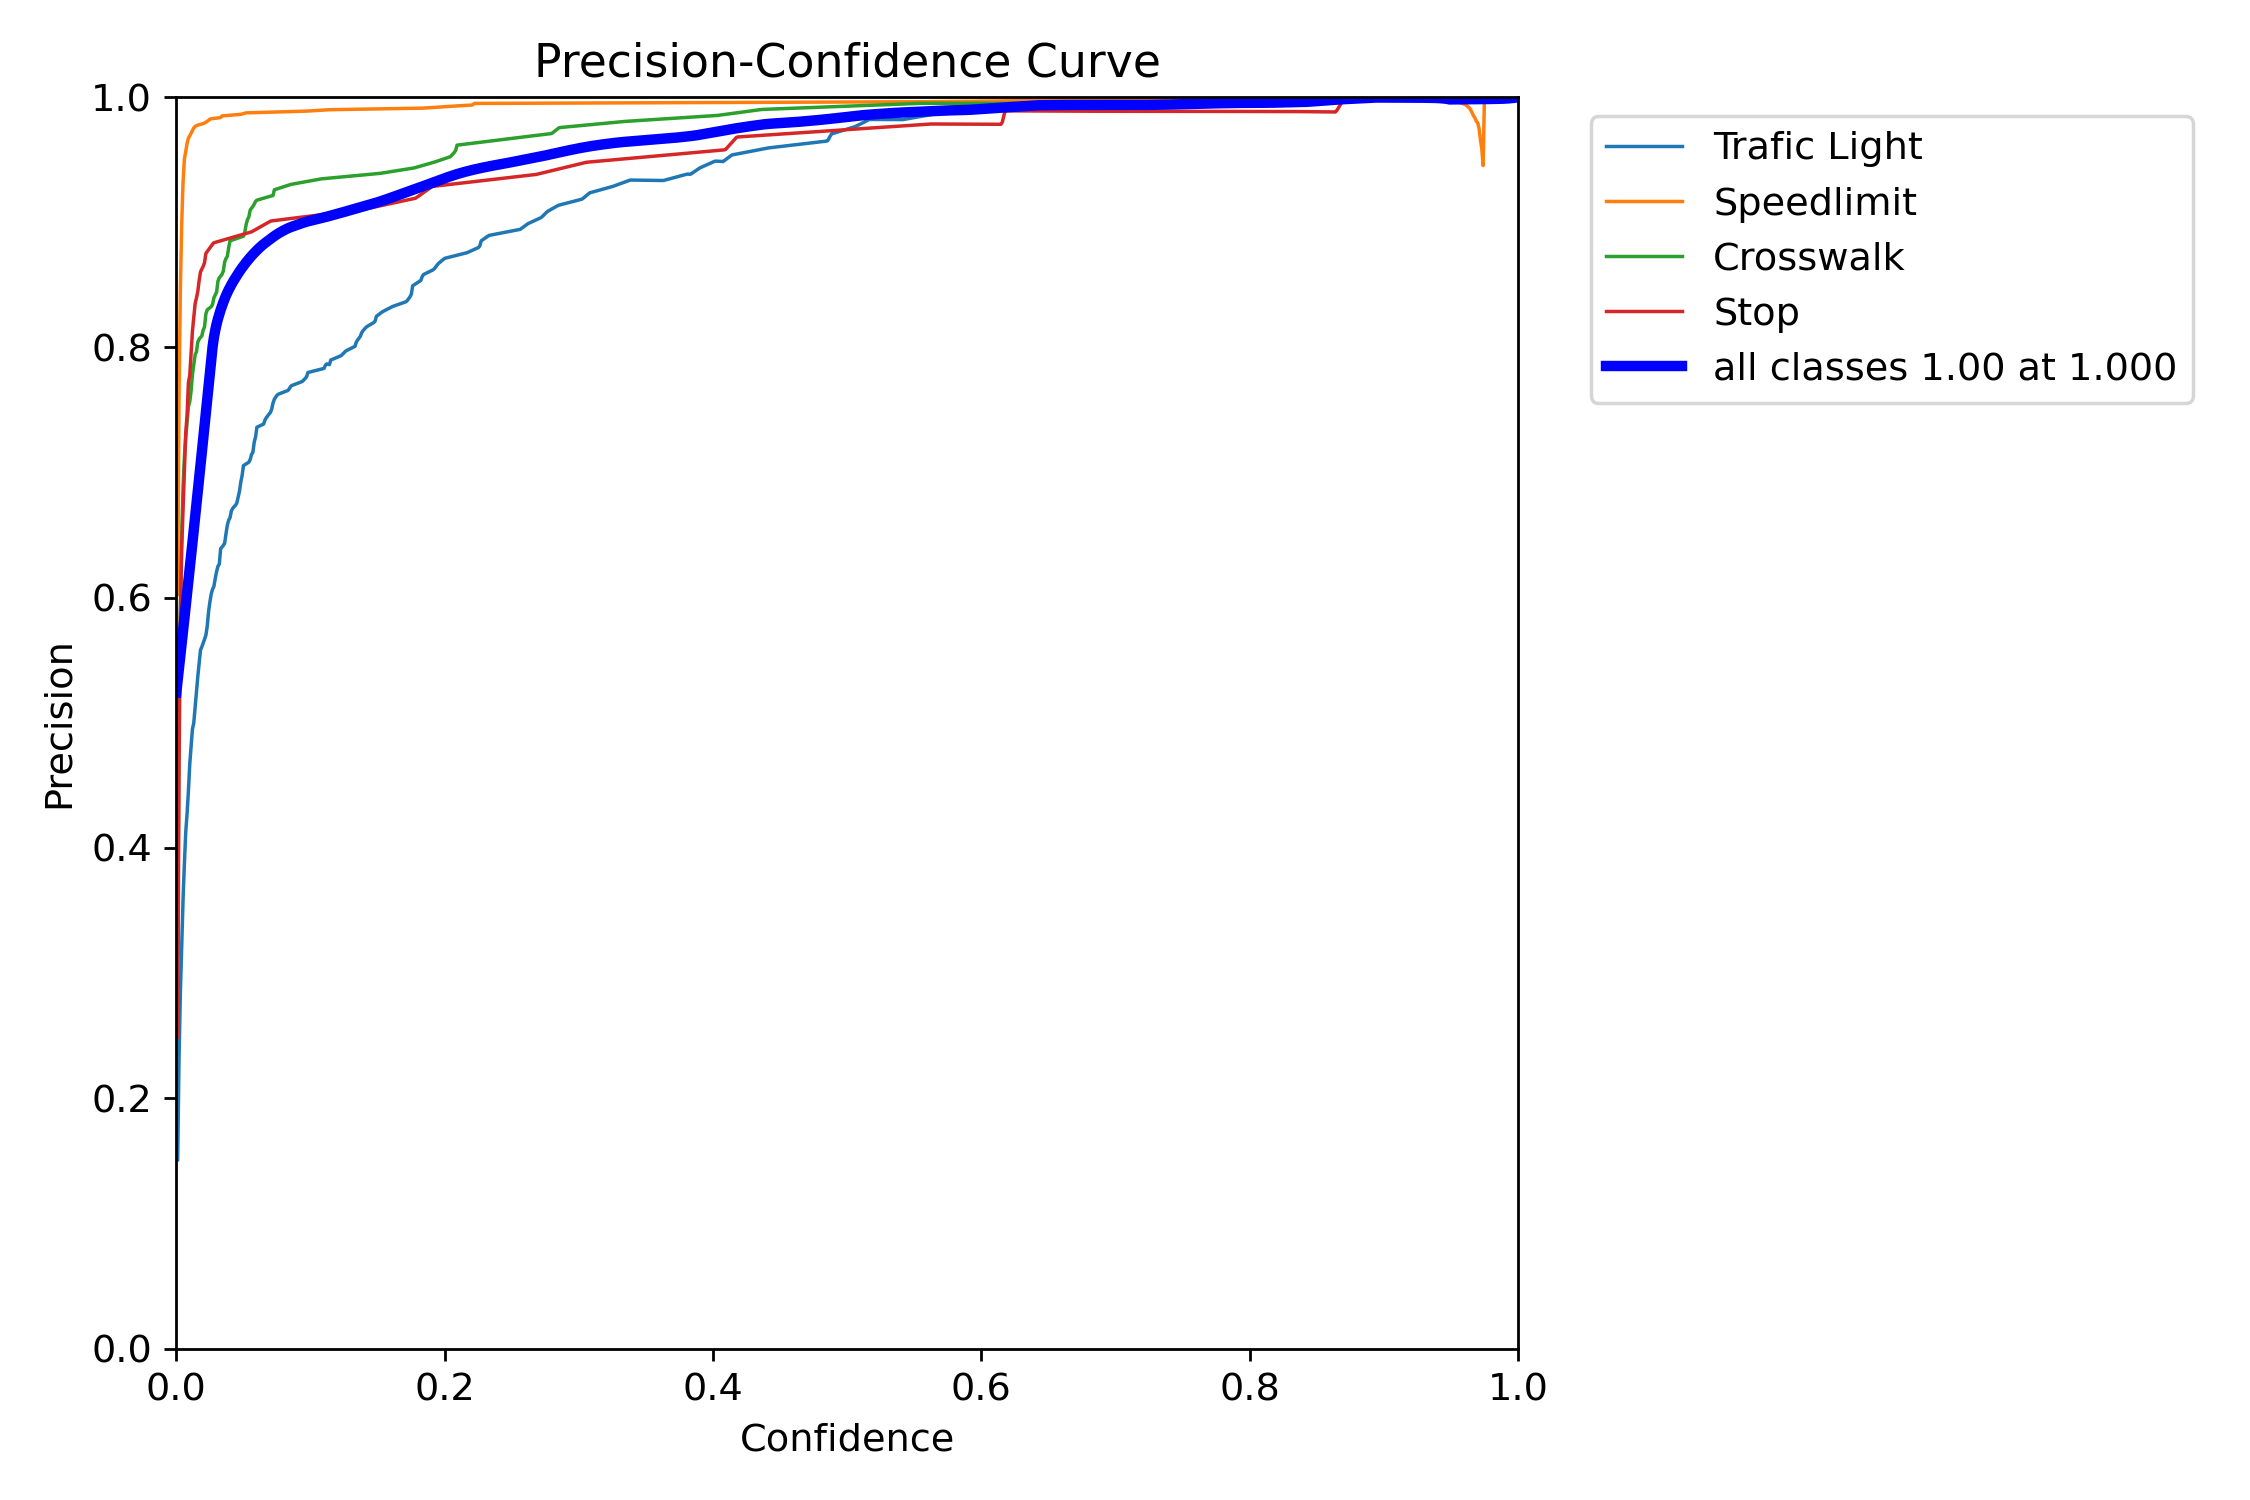 Precision-Confidence Curve
1.0
0.8
0.6
0.4
0.2
0.0
Precision
0.0 0.2 0.4 0.6 0.8 1.0
Confidence
Trafic Light
Speedlimit
Crosswalk
Stop
all classes 1.00 at 1.000